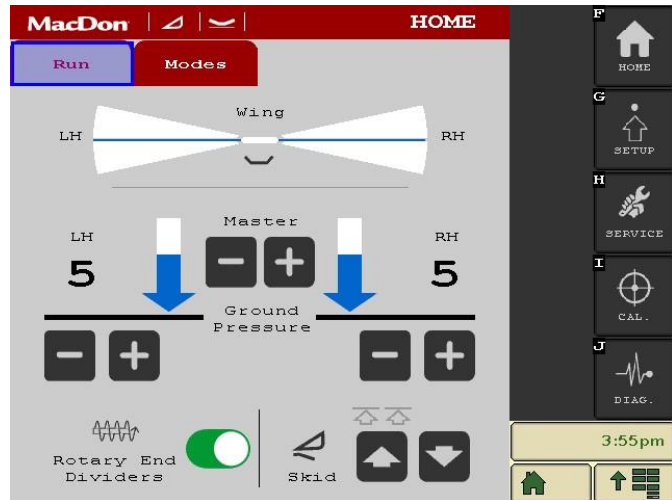 MacDon HOME
Run Modes
Wing
LH RH
Master
LH RH
5 5
Ground
Pressure
Rotary End
Dividers
Skid
F
HOME
G
SETUP
H
SERVICE
I
CAL.
J
DIAG.
3:55pm